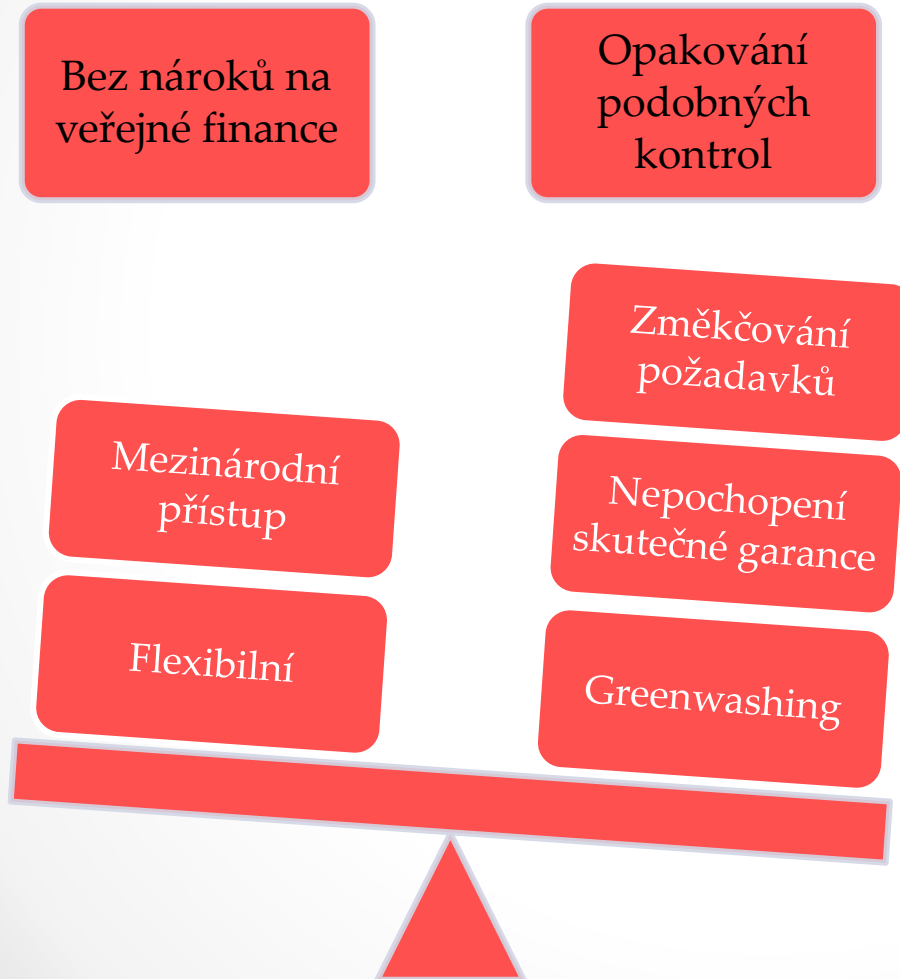 Bez nároků na
veřejné finance
Opakování
podobných
kontrol
Změkčování
požadavků
Mezinárodní
přístup
Nepochopení
skutečné garance
Flexibilní
Greenwashing